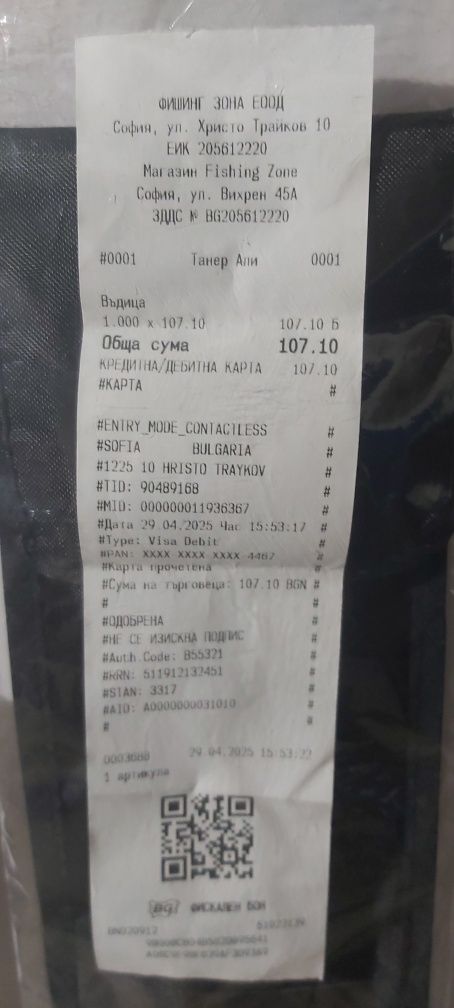 ФИШИНГ ЗОНА ЕООД
София, ул. Христо Трайков 10
ЕИК 205612220
Магазин Fishing Zone
София, ул. Вихрен 45А
ЗДДС № BG205612220
#0001 Танер Али 0001
Въдица
1.000 x 107.10 107.10 Б
Обща сума 107.10
КРЕДИТНА/ДЕБИТНА КАРТА 107.10
#КАРТА #
#ENTRY_MODE_CONTACTLESS #
#SOFIA BULGARIA #
#1225 10 HRISTO TRAYKOV #
#TID: 90489168 #
#MID: 000000011936367 #
#Дата 29.04.2025 Час 15:53:17 #
#Type: Visa Debit #
#PAN: XXXX XXXX XXXX 4467 #
#Карта прочетена #
#Сума на търговеца: 107.10 BGN #
# #
#ОДОБРЕНА #
#НЕ СЕ ИЗИСКВА ПОДПИС #
#Auth.Code: B55321 #
#RRN: 511912132451 #
#STAN: 3317 #
#AID: A0000000031010 #
# #
0003688 29.04.2025 15:53:22
1 артикула
ФИСКАЛЕН БОН